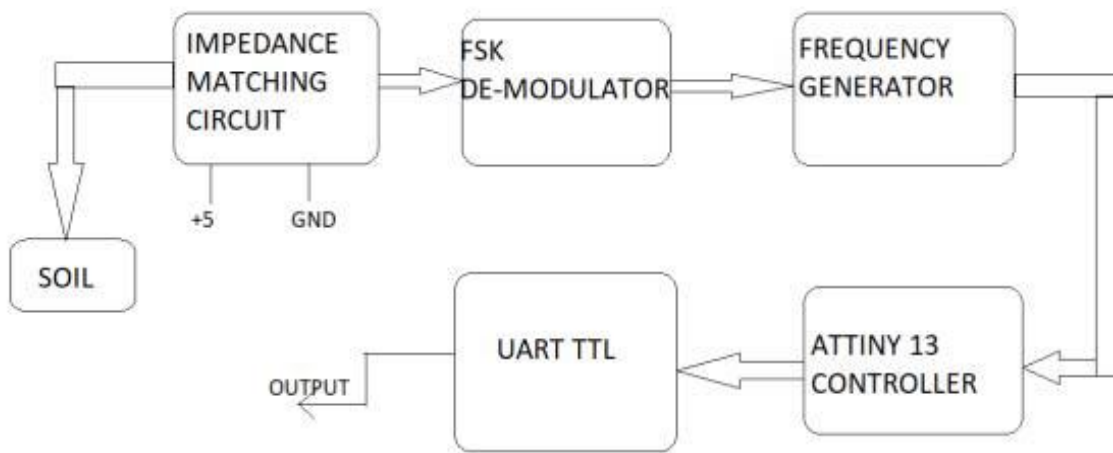 IMPEDANCE
MATCHING
CIRCUIT
FSK
DE-MODULATOR
FREQUENCY
GENERATOR
+5
GND
SOIL
UART TTL
ATTINY 13
CONTROLLER
OUTPUT